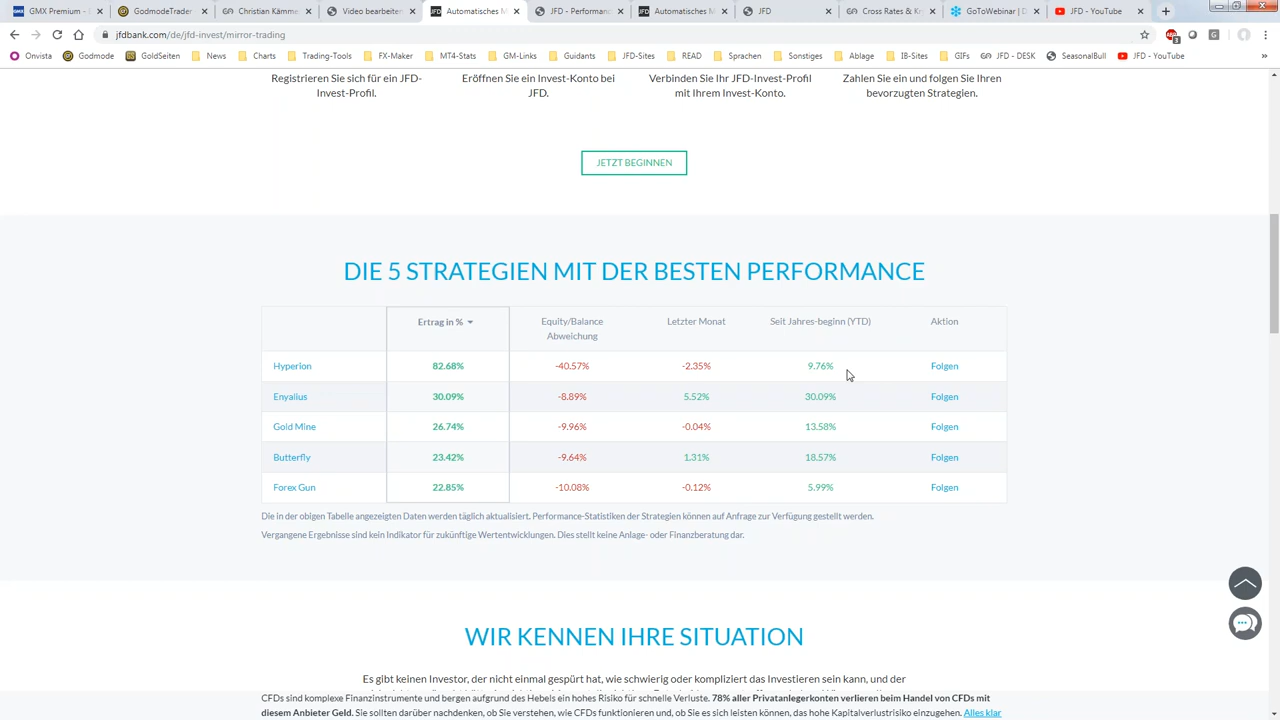 GMX Premium - E
GodmodeTrader
Christian Kämme
Video bearbeiten
Automatisches M
JFD - Performanc
Automatisches M
JFD
Cross Rates & Kr
GoToWebinar | D
JFD - YouTube
jfdbank.com/de/jfd-invest/mirror-trading
Onvista
Godmode
GoldSeiten
News
Charts
Trading-Tools
FX-Maker
MT4-Stats
GM-Links
Guidants
JFD-Sites
READ
Sprachen
Sonstiges
Ablage
IB-Sites
GIFs
JFD - DESK
SeasonalBull
JFD - YouTube
Registrieren Sie sich für ein JFD-
Invest-Profil.
Eröffnen Sie ein Invest-Konto bei
JFD.
Verbinden Sie Ihr JFD-Invest-Profil
mit Ihrem Invest-Konto.
Zahlen Sie ein und folgen Sie Ihren
bevorzugten Strategien.
JETZT BEGINNEN
DIE 5 STRATEGIEN MIT DER BESTEN PERFORMANCE
Ertrag in %
Equity/Balance
Abweichung
Letzter Monat
Seit Jahres-beginn (YTD)
Aktion
Hyperion 82.68% -40.57% -2.35% 9.76% Folgen
Enyalius 30.09% -8.89% 5.52% 30.09% Folgen
Gold Mine 26.74% -9.96% -0.04% 13.58% Folgen
Butterfly 23.42% -9.64% 1.31% 18.57% Folgen
Forex Gun 22.85% -10.08% -0.12% 5.99% Folgen
Die in der obigen Tabelle angezeigten Daten werden täglich aktualisiert. Performance-Statistiken der Strategien können auf Anfrage zur Verfügung gestellt werden.
Vergangene Ergebnisse sind kein Indikator für zukünftige Wertentwicklungen. Dies stellt keine Anlage- oder Finanzberatung dar.
WIR KENNEN IHRE SITUATION
Es gibt keinen Investor, der nicht einmal gespürt hat, wie schwierig oder kompliziert das Investieren sein kann, und der
CFDs sind komplexe Finanzinstrumente und bergen aufgrund des Hebels ein hohes Risiko für schnelle Verluste. 78% aller Privatanlegerkonten verlieren beim Handel von CFDs mit
diesem Anbieter Geld. Sie sollten darüber nachdenken, ob Sie verstehen, wie CFDs funktionieren und, ob Sie es sich leisten können, das hohe Kapitalverlustrisiko einzugehen. Alles klar